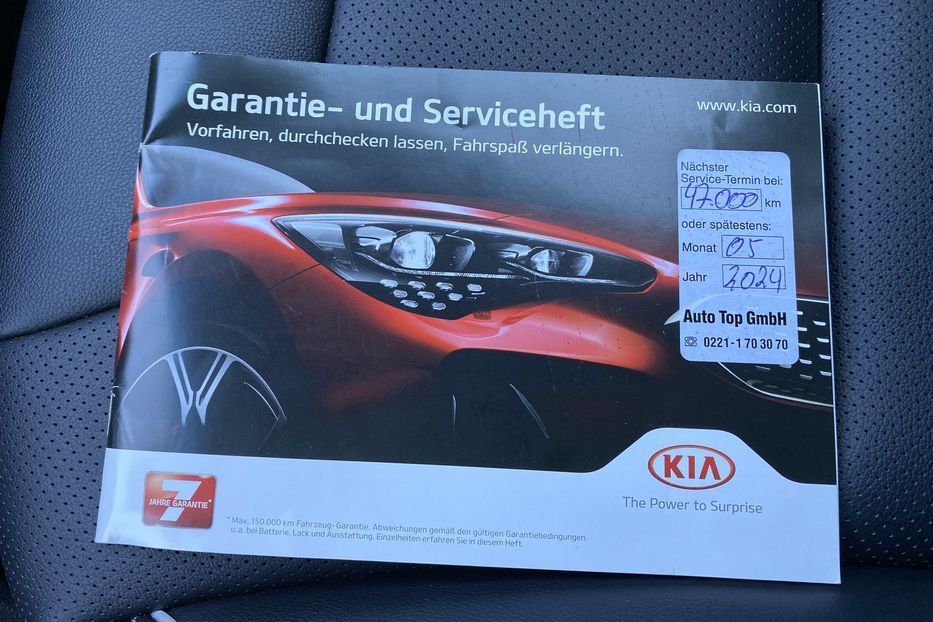 Garantie- und Serviceheft
Vorfahren, durchchecken lassen, Fahrspaß verlängern.
www.kia.com
Nächster
Service-Termin bei:
47.000 km
oder spätestens:
Monat 05
Jahr 2024
Auto Top GmbH
☏ 0221-1 70 30 70
KIA
The Power to Surprise
7
JAHRE GARANTIE*
* Max. 150.000 km Fahrzeug-Garantie. Abweichungen gemäß den gültigen Garantiebedingungen,
u. a. bei Batterie, Lack und Ausstattung. Einzelheiten erfahren Sie in diesem Heft.